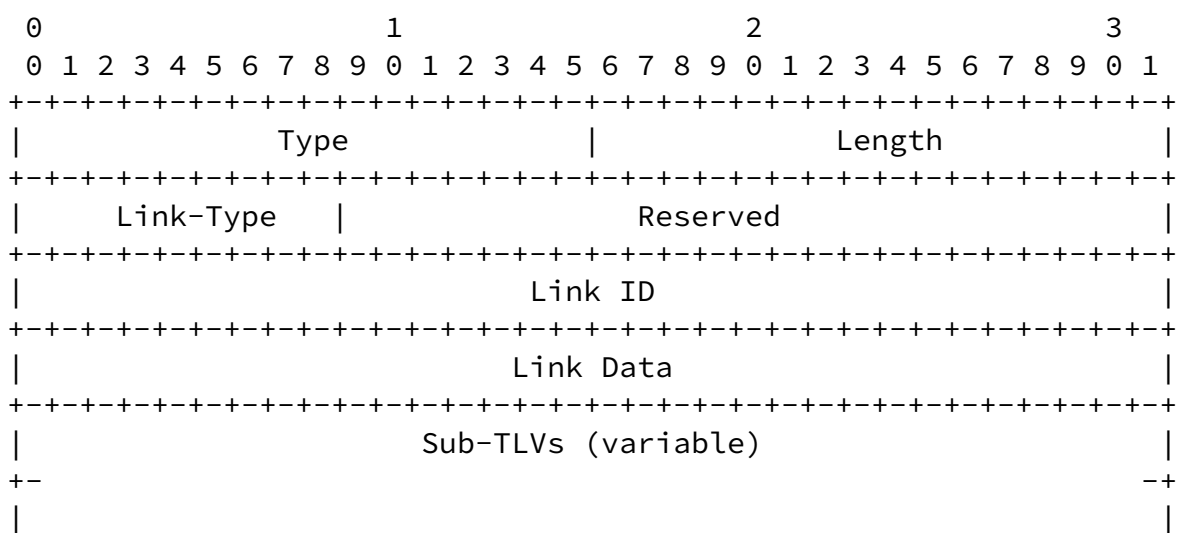 0                   1                   2                   3
0 1 2 3 4 5 6 7 8 9 0 1 2 3 4 5 6 7 8 9 0 1 2 3 4 5 6 7 8 9 0 1
+-+-+-+-+-+-+-+-+-+-+-+-+-+-+-+-+-+-+-+-+-+-+-+-+-+-+-+-+-+-+-+-+
|              Type             |             Length            |
+-+-+-+-+-+-+-+-+-+-+-+-+-+-+-+-+-+-+-+-+-+-+-+-+-+-+-+-+-+-+-+-+
|     Link-Type   |                Reserved                     |
+-+-+-+-+-+-+-+-+-+-+-+-+-+-+-+-+-+-+-+-+-+-+-+-+-+-+-+-+-+-+-+-+
|                            Link ID                            |
+-+-+-+-+-+-+-+-+-+-+-+-+-+-+-+-+-+-+-+-+-+-+-+-+-+-+-+-+-+-+-+-+
|                           Link Data                           |
+-+-+-+-+-+-+-+-+-+-+-+-+-+-+-+-+-+-+-+-+-+-+-+-+-+-+-+-+-+-+-+-+
|                      Sub-TLVs (variable)                      |
+-                                                             -+
|                                                               |